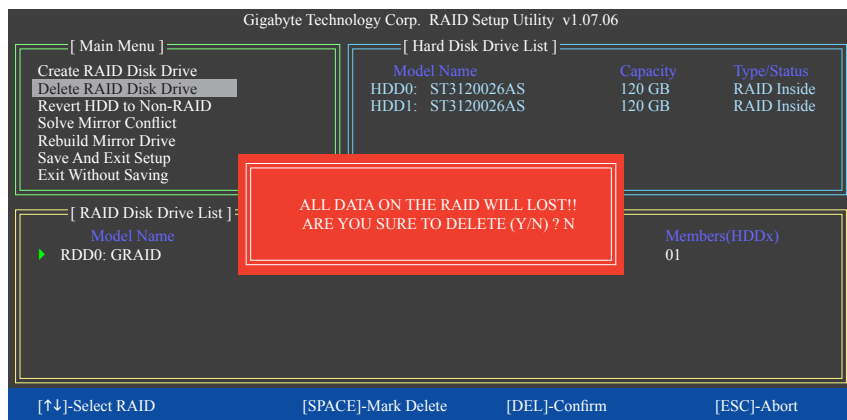 Gigabyte Technology Corp. RAID Setup Utility v1.07.06
[ Main Menu ]
Create RAID Disk Drive
Delete RAID Disk Drive
Revert HDD to Non-RAID
Solve Mirror Conflict
Rebuild Mirror Drive
Save And Exit Setup
Exit Without Saving
[ Hard Disk Drive List ]
Model Name Capacity Type/Status
HDD0: ST3120026AS 120 GB RAID Inside
HDD1: ST3120026AS 120 GB RAID Inside
ALL DATA ON THE RAID WILL LOST!!
ARE YOU SURE TO DELETE (Y/N) ? N
[ RAID Disk Drive List ]
Model Name Members(HDDx)
RDD0: GRAID 01
[↑↓]-Select RAID [SPACE]-Mark Delete [DEL]-Confirm [ESC]-Abort